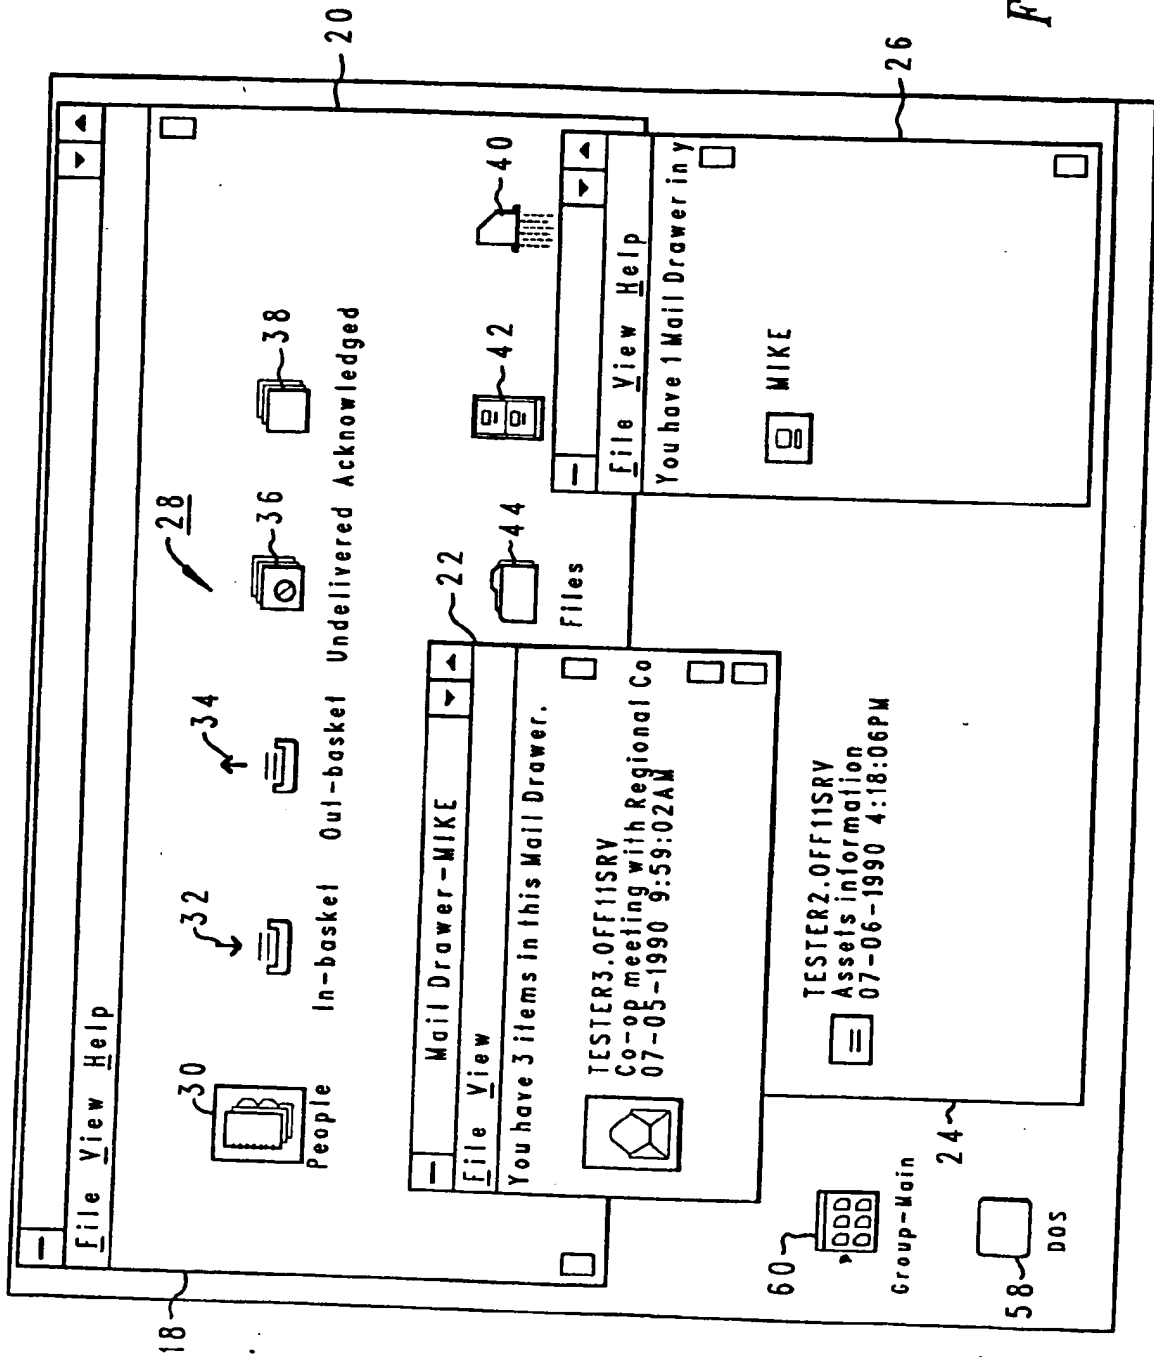 18
20
File View Help
28
30
People
32
In-basket
34
Out-basket
36
Undelivered
38
Acknowledged
40
42
44
Files
22
Mail Drawer-MIKE
File View
You have 3 items in this Mail Drawer.
TESTER3.OFF11SRV
Co-op meeting with Regional Co
07-05-1990 9:59:02AM
26
File View Help
You have 1 Mail Drawer in y
MIKE
TESTER2.OFF11SRV
Assets information
07-06-1990 4:18:06PM
24
60
Group-Main
58
DOS
F